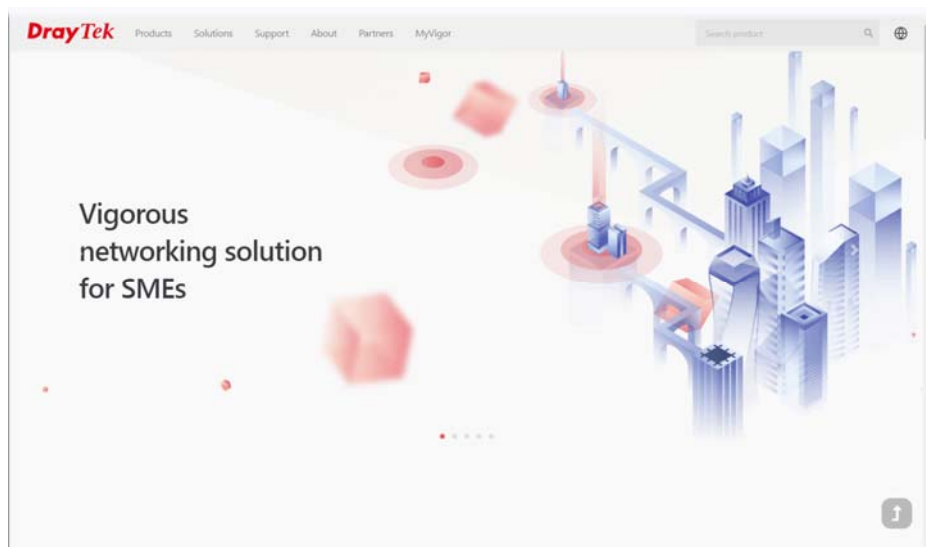 DrayTek Products Solutions Support About Partners MyVigor Search product
Vigorous
networking solution
for SMEs